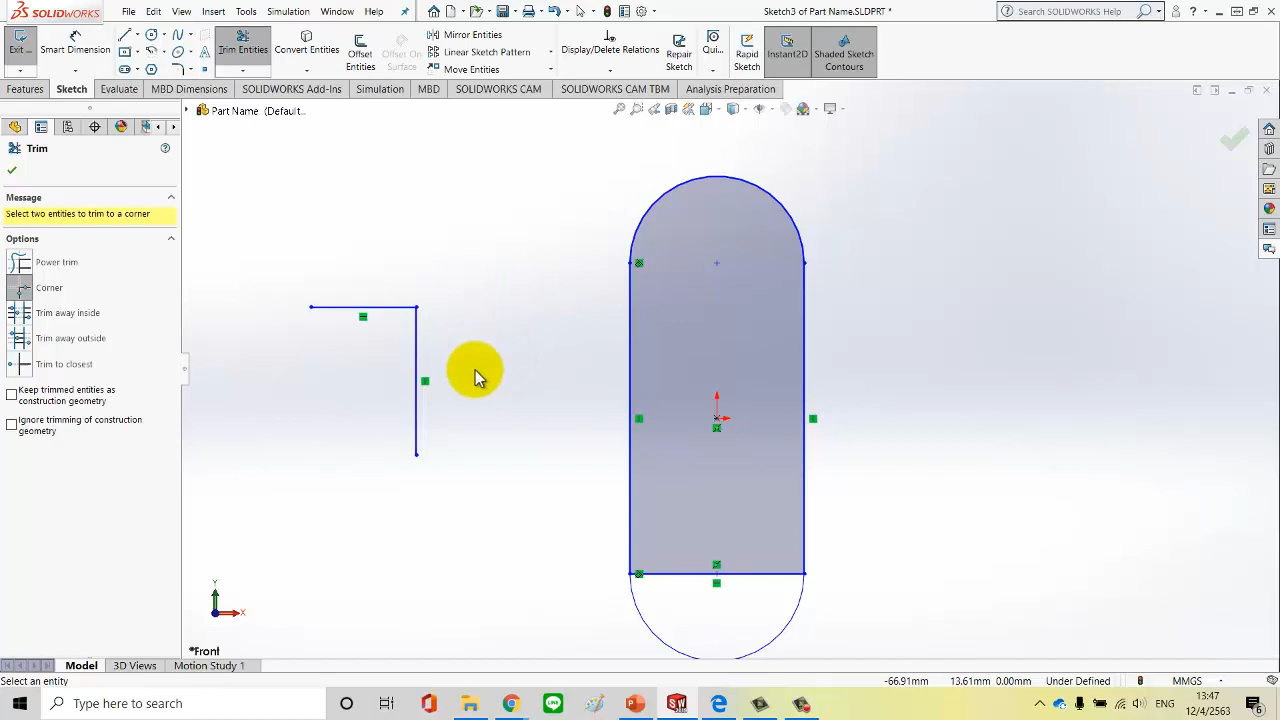 SOLIDWORKS
File
Edit
View
Insert
Tools
Simulation
Window
Help
Sketch3 of Part Name.SLDPRT *
Search SOLIDWORKS Help
Exit...
Smart Dimension
Trim Entities
Convert Entities
Offset Entities
Offset On Surface
Mirror Entities
Linear Sketch Pattern
Move Entities
Display/Delete Relations
Repair Sketch
Qui...
Rapid Sketch
Instant2D
Shaded Sketch Contours
Features
Sketch
Evaluate
MBD Dimensions
SOLIDWORKS Add-Ins
Simulation
MBD
SOLIDWORKS CAM
SOLIDWORKS CAM TBM
Analysis Preparation
Part Name (Default...
Trim
Message
Select two entities to trim to a corner
Options
Power trim
Corner
Trim away inside
Trim away outside
Trim to closest
Keep trimmed entities as
construction geometry
Ignore trimming of construction
geometry
Y
X
*Front
Model
3D Views
Motion Study 1
Select an entity
-66.91mm
13.61mm 0.00mm
Under Defined
MMGS
Type here to search
13:47
12/4/2563
6